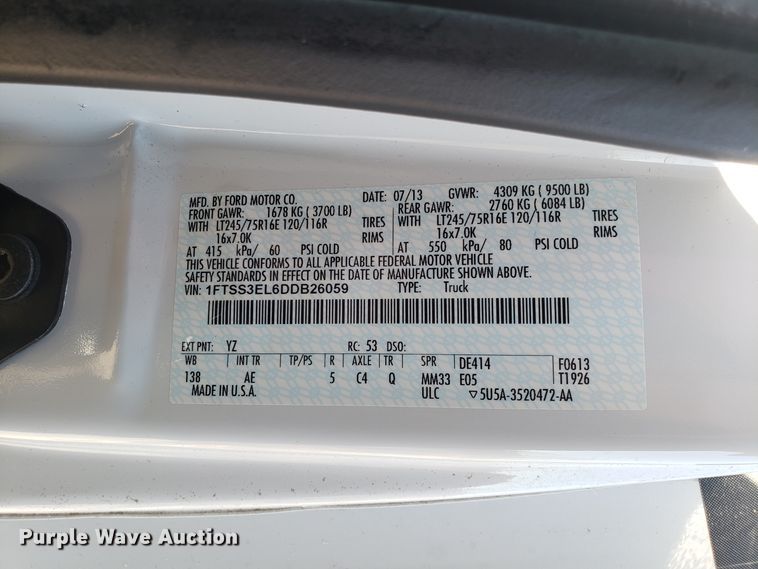 MFD. BY FORD MOTOR CO. DATE: 07/13 GVWR: 4309 KG ( 9500 LB)
FRONT GAWR: 1678 KG ( 3700 LB) REAR GAWR: 2760 KG ( 6084 LB)
WITH LT245/75R16E 120/116R TIRES WITH LT245/75R16E 120/116R TIRES
16x7.0K RIMS 16x7.0K RIMS
AT 415 kPa/ 60 PSI COLD AT 550 kPa/ 80 PSI COLD
THIS VEHICLE CONFORMS TO ALL APPLICABLE FEDERAL MOTOR VEHICLE
SAFETY STANDARDS IN EFFECT ON THE DATE OF MANUFACTURE SHOWN ABOVE.
VIN: 1FTSS3EL6DDB26059 TYPE: Truck
EXT PNT: YZ RC: 53 DSO:
WB INT TR TP/PS R AXLE TR SPR DE414 F0613
138 AE 5 C4 Q MM33 E05 T1926
MADE IN U.S.A. ULC ▽5U5A-3520472-AA
Purple Wave Auction
Purple Wave Auction